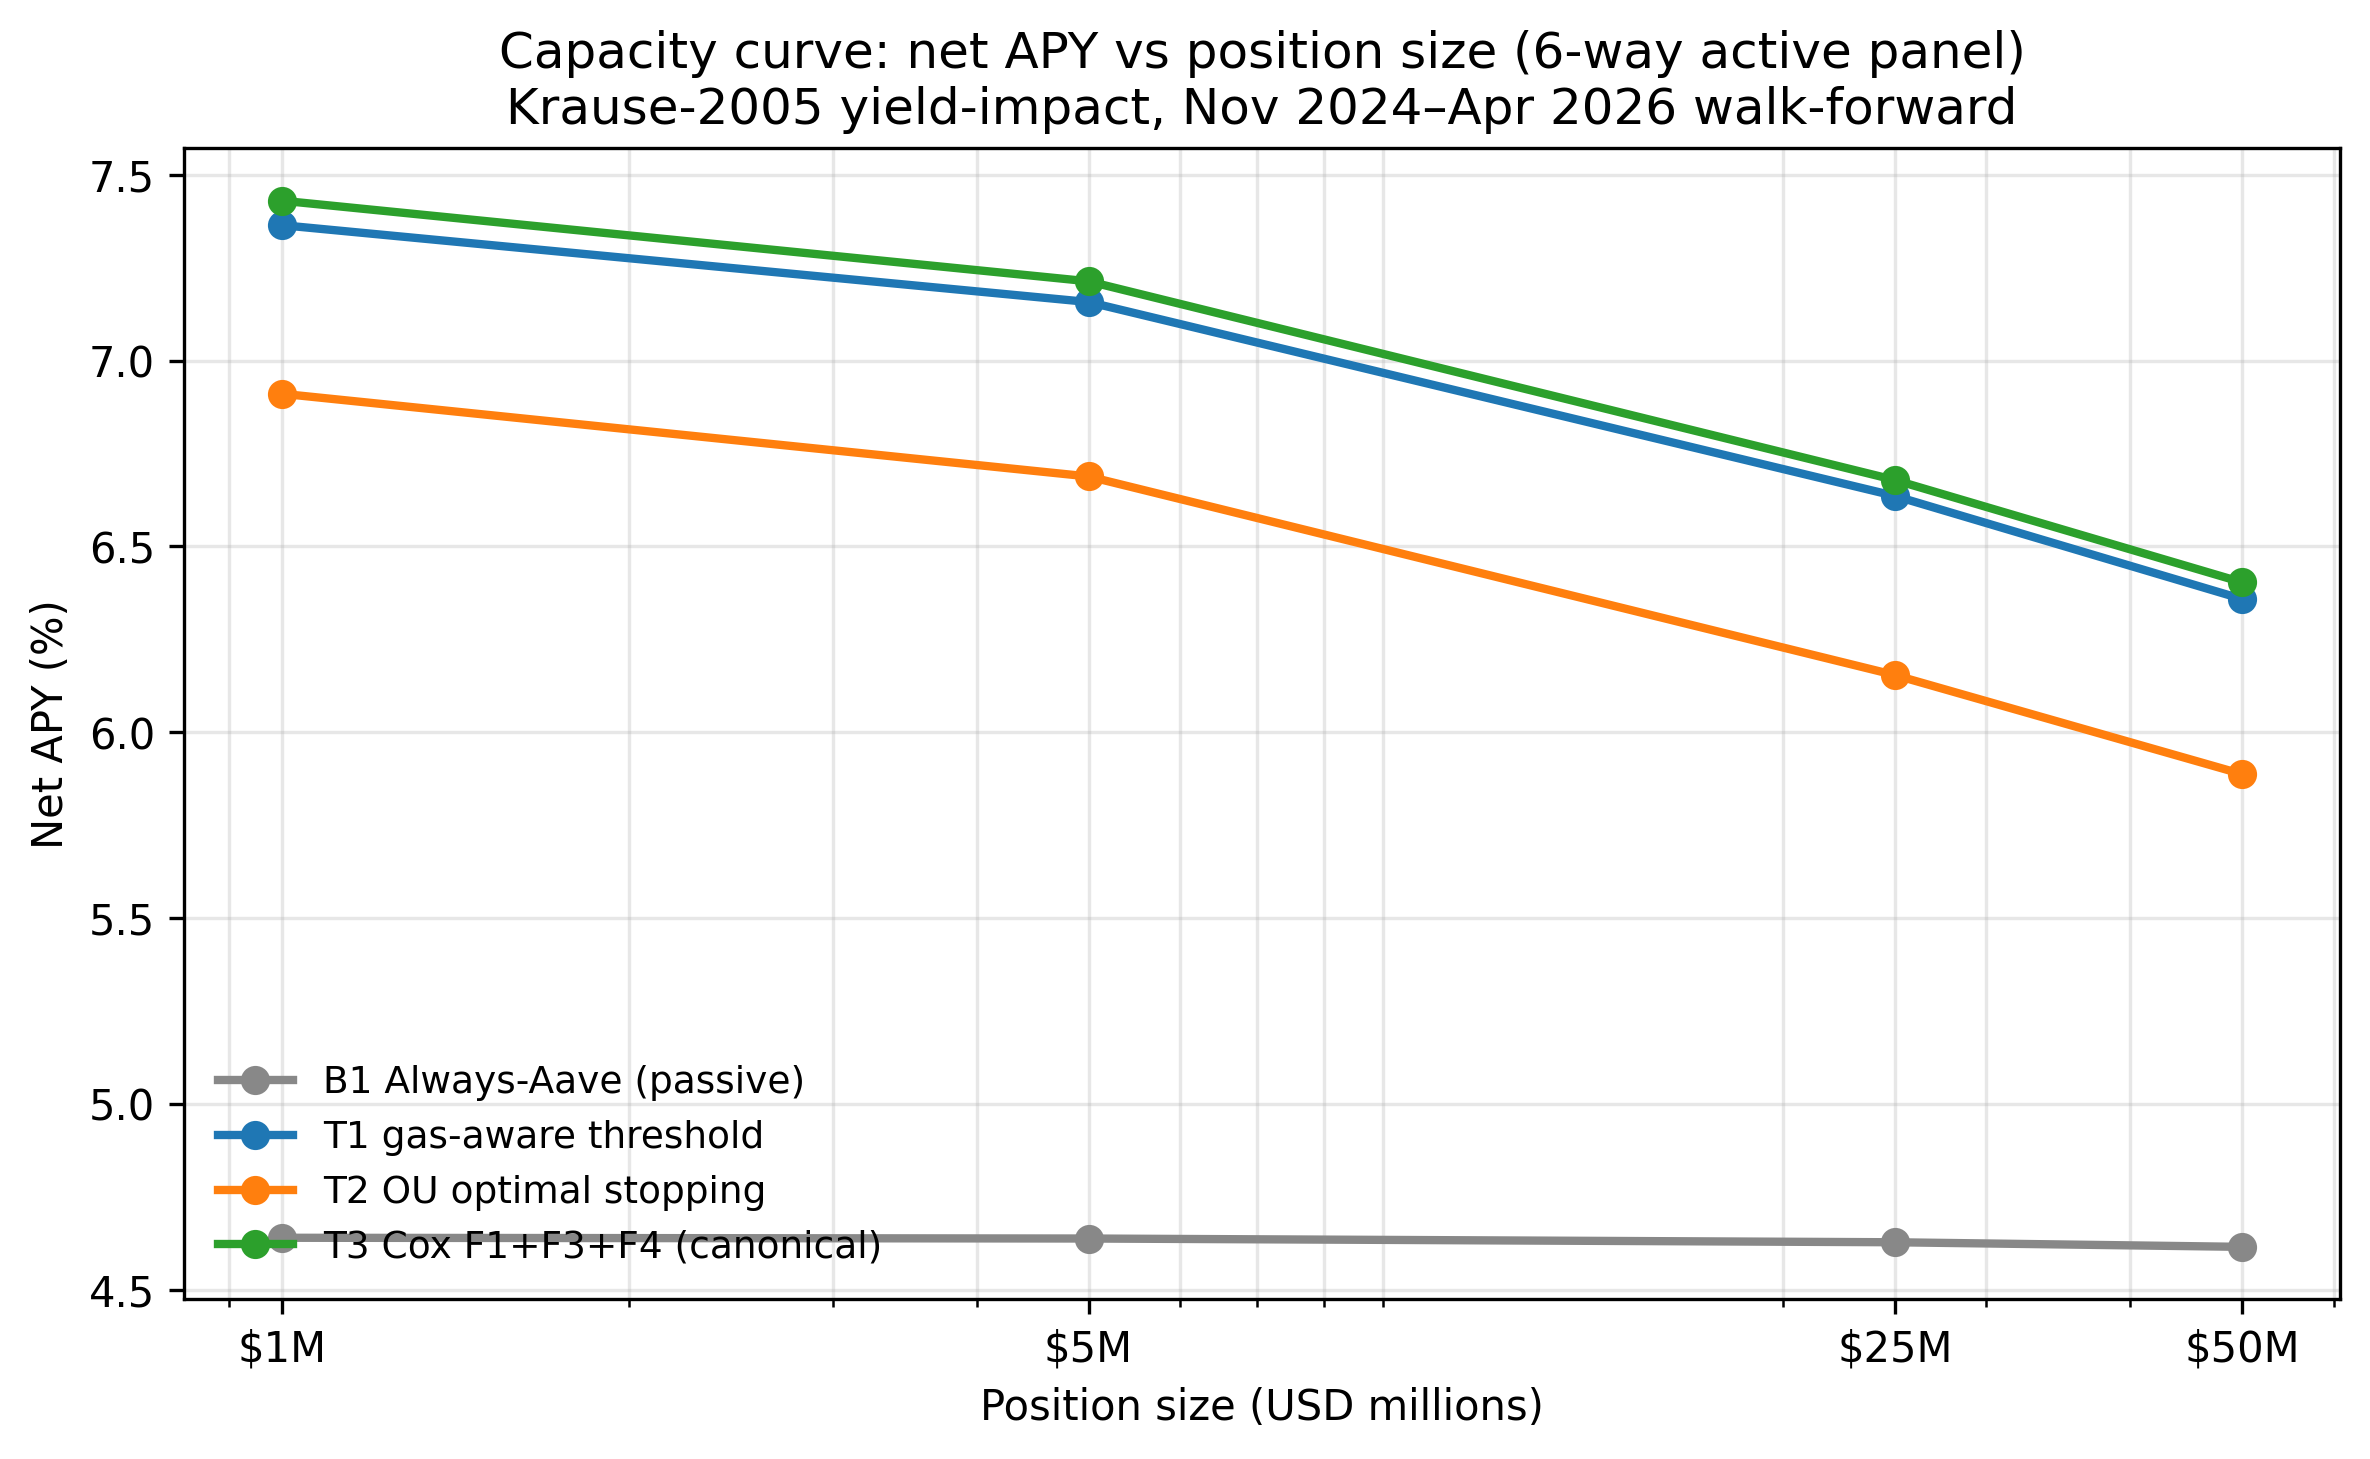 Capacity curve: net APY vs position size (6-way active panel)
Krause-2005 yield-impact, Nov 2024–Apr 2026 walk-forward
Net APY (%)
7.5
7.0
6.5
6.0
5.5
5.0
4.5
B1 Always-Aave (passive)
T1 gas-aware threshold
T2 OU optimal stopping
T3 Cox F1+F3+F4 (canonical)
$1M $5M $25M $50M
Position size (USD millions)